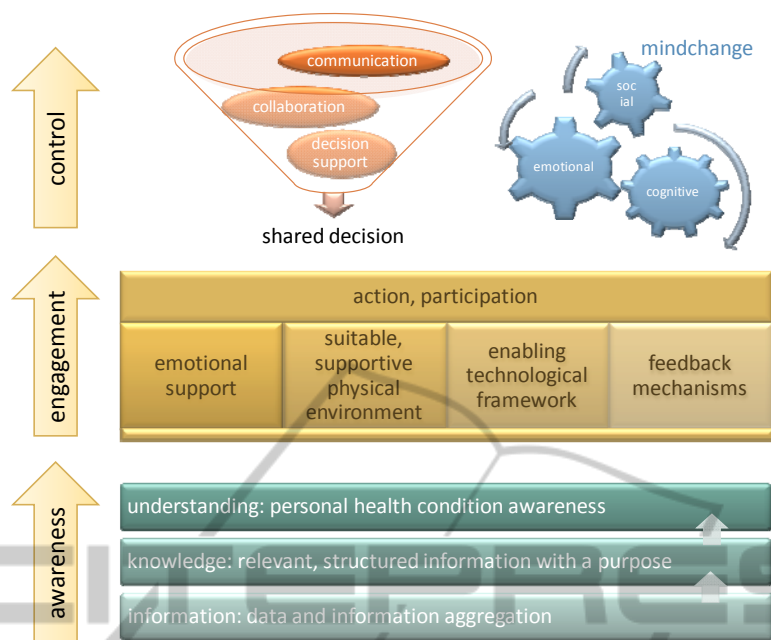 control
communication
collaboration
decision
support
shared decision
mindchange
soc
ial
emotional
cognitive
engagement
action, participation
emotional
support
suitable,
supportive
physical
environment
enabling
technological
framework
feedback
mechanisms
awareness
understanding: personal health condition awareness
knowledge: relevant, structured information with a purpose
information: data and information aggregation